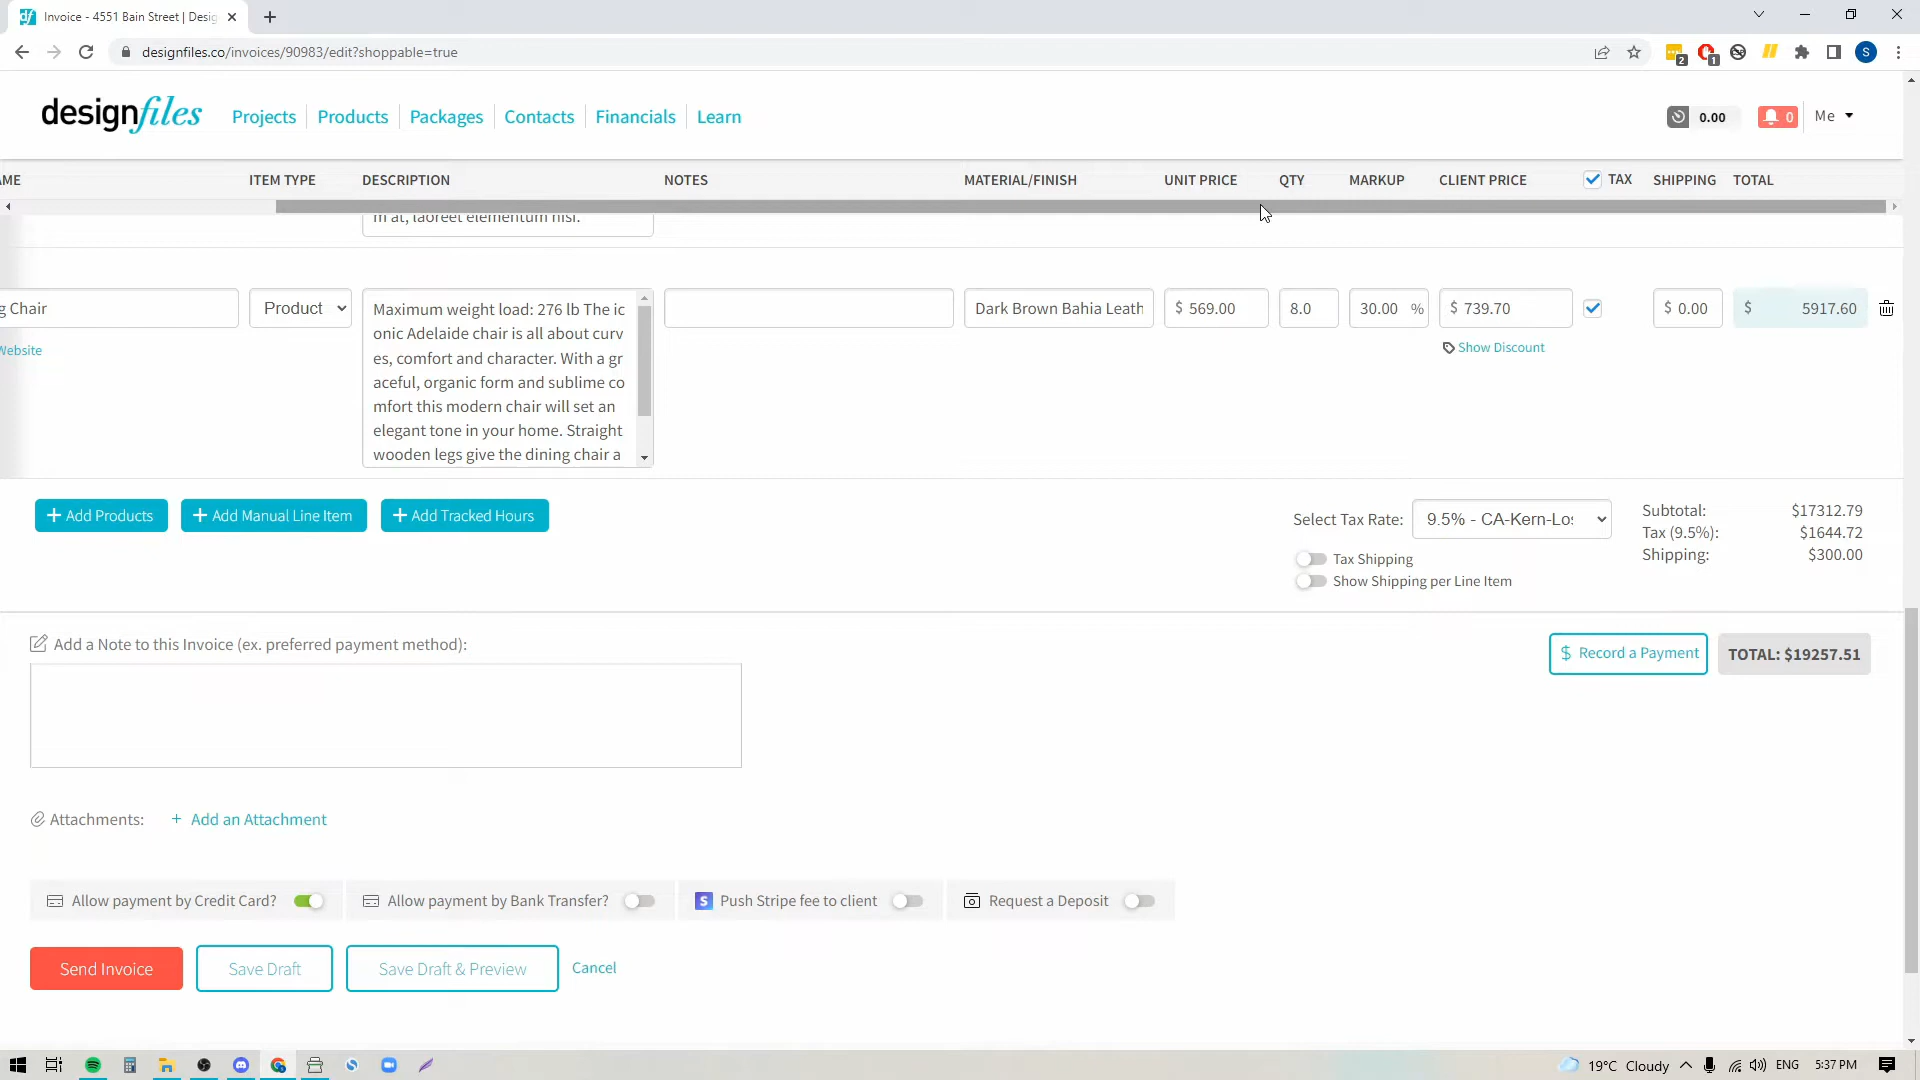 Invoice - 4551 Bain Street | Desig
designfiles.co/invoices/90983/edit?shoppable=true
2
1
S
designfiles
Projects
Products
Packages
Contacts
Financials
Learn
0.00
0
Me
AME
ITEM TYPE
DESCRIPTION
NOTES
MATERIAL/FINISH
UNIT PRICE
QTY
MARKUP
CLIENT PRICE
TAX
SHIPPING
TOTAL
m at, laoreet elementum nisi.
g Chair
Product
Maximum weight load: 276 lb The ic
onic Adelaide chair is all about curv
es, comfort and character. With a gr
aceful, organic form and sublime co
mfort this modern chair will set an
elegant tone in your home. Straight
wooden legs give the dining chair a
Dark Brown Bahia Leath
$ 569.00
8.0
30.00 %
$ 739.70
$ 0.00
$ 5917.60
Website
Show Discount
+ Add Products
+ Add Manual Line Item
+ Add Tracked Hours
Select Tax Rate:
9.5% - CA-Kern-Los
Tax Shipping
Show Shipping per Line Item
Subtotal: $17312.79
Tax (9.5%): $1644.72
Shipping: $300.00
Add a Note to this Invoice (ex. preferred payment method):
$ Record a Payment
TOTAL: $19257.51
Attachments:
+ Add an Attachment
Allow payment by Credit Card?
Allow payment by Bank Transfer?
S Push Stripe fee to client
Request a Deposit
Send Invoice
Save Draft
Save Draft & Preview
Cancel
19°C Cloudy
ENG
5:37 PM